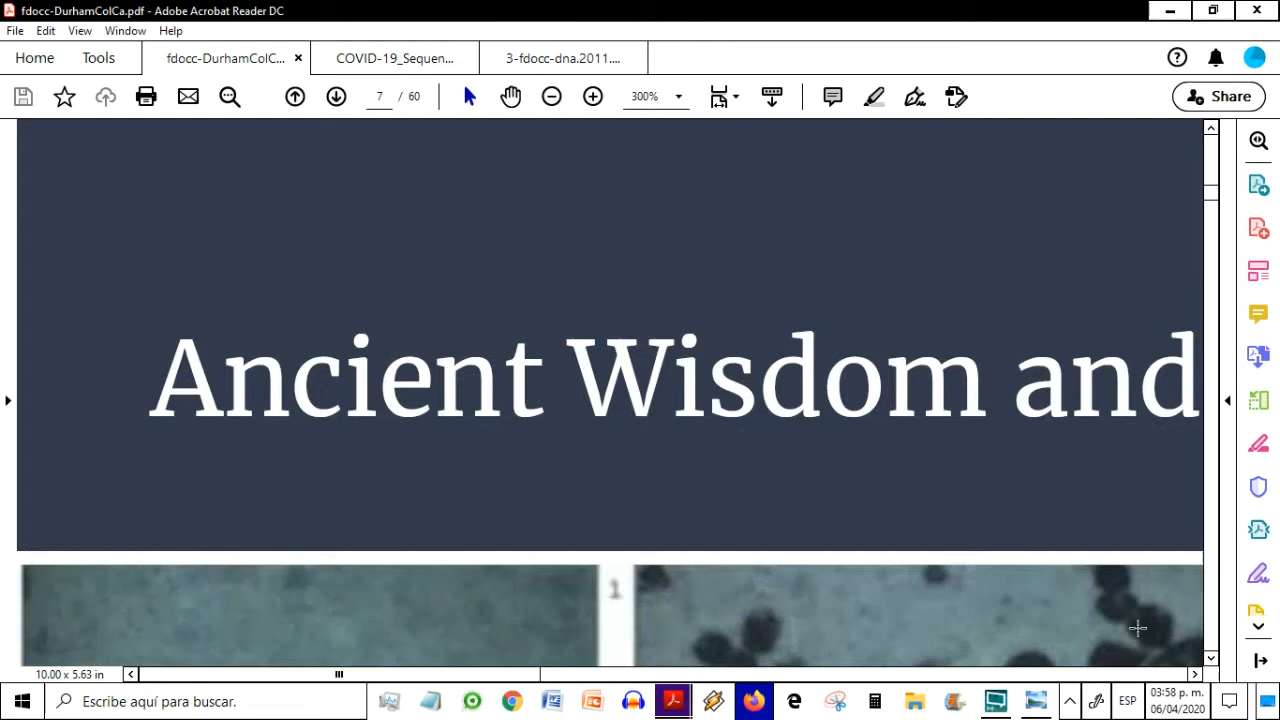 fdocc-DurhamColCa.pdf - Adobe Acrobat Reader DC
File Edit View Window Help
Home Tools fdocc-DurhamColC... COVID-19_Sequen... 3-fdocc-dna.2011....
7 / 60 300% Share
Ancient Wisdom and
1
10.00 x 5.63 in
Escribe aquí para buscar. ESP 03:58 p. m.
06/04/2020